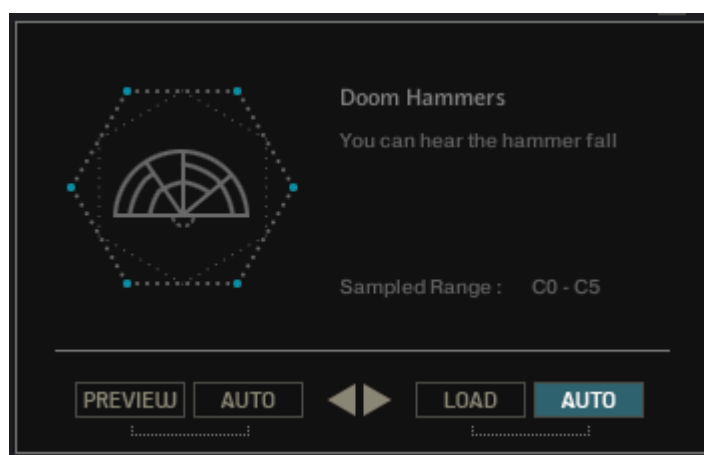 Doom Hammers
You can hear the hammer fall
Sampled Range : C0 - C5
PREVIEW AUTO LOAD AUTO